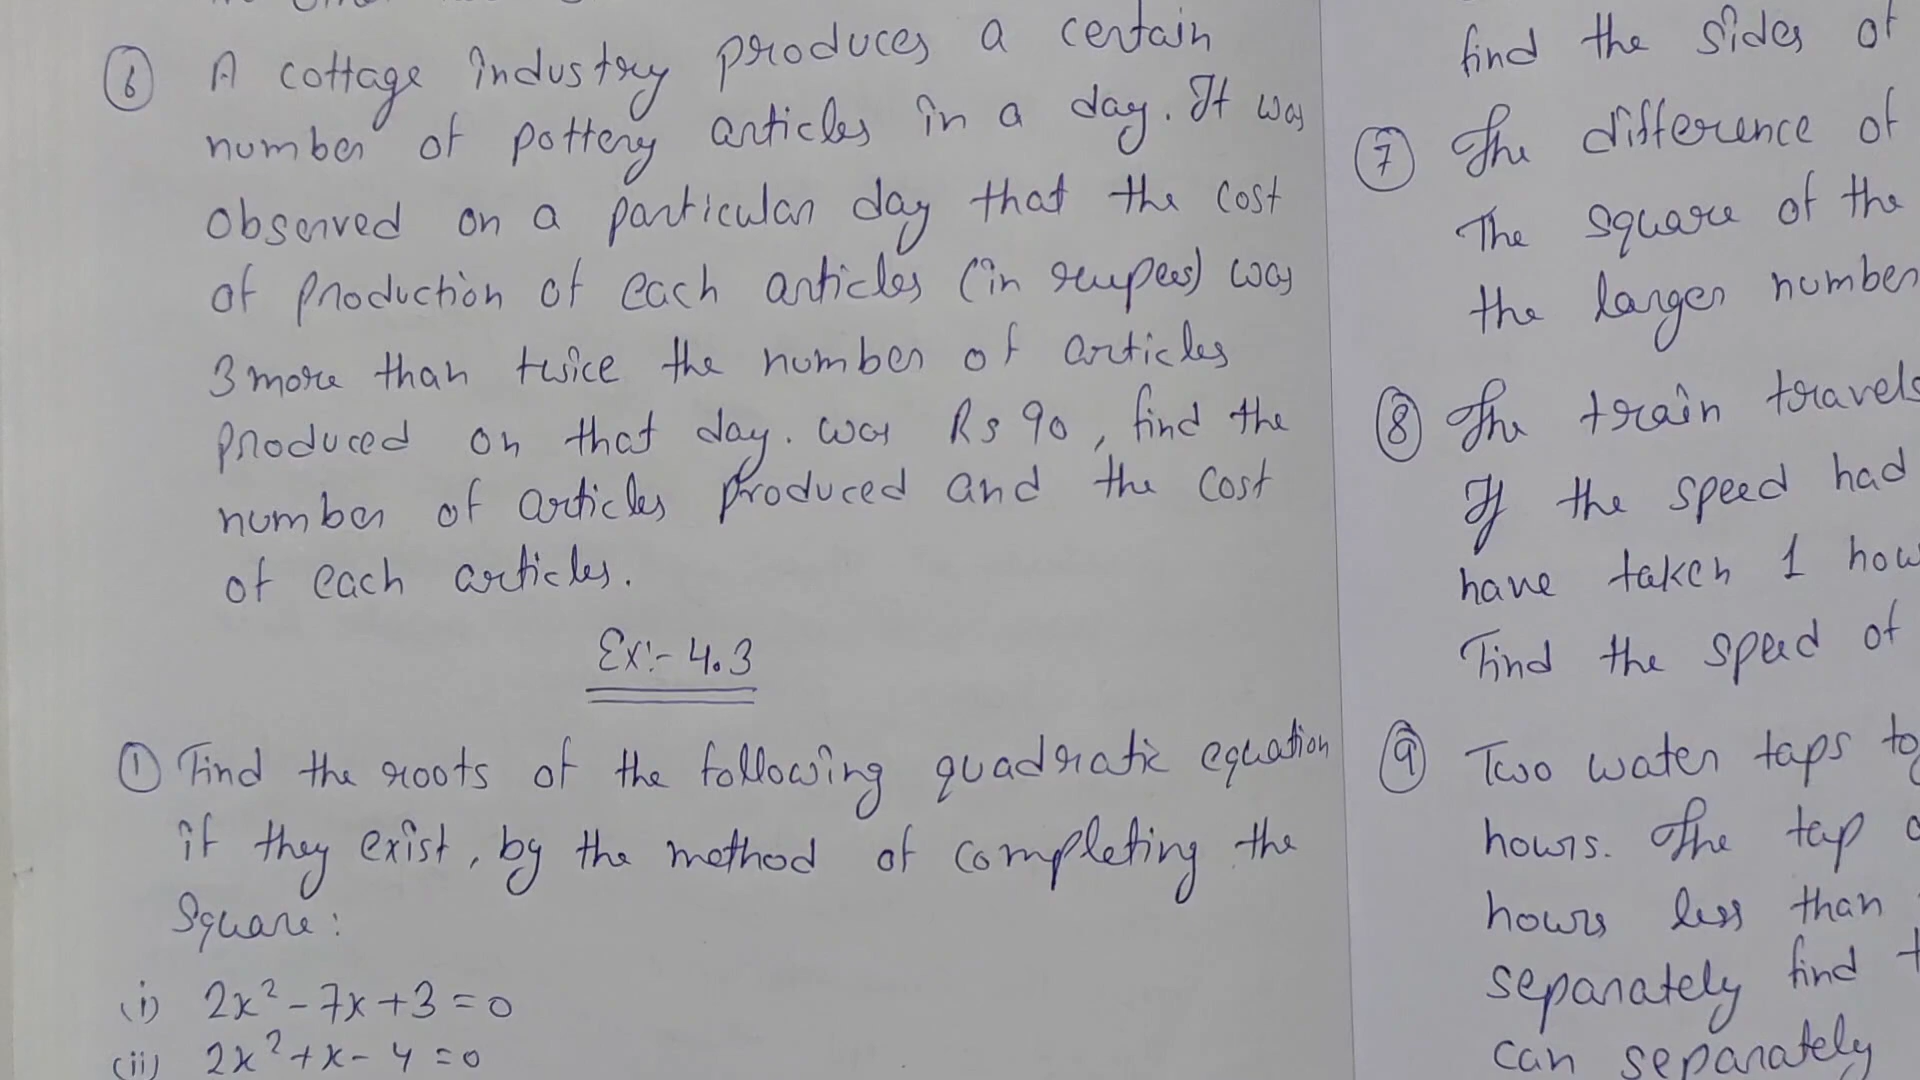 ⑥ A cottage industry produces a certain
number of pottery articles in a day. It was
observed on a particular day that the cost
of production of each articles (in rupees) was
3 more than twice the number of articles
produced on that day. was Rs 90, find the
number of articles produced and the cost
of each articles.
Ex:- 4.3
① Find the roots of the following quadratic equation
if they exist, by the method of completing the
Square:
(i) 2x² - 7x + 3 = 0
(ii) 2x² + x - 4 = 0
find the sides of
⑦ The difference of
The square of the
the larger number
⑧ The train travels
If the speed had
have taken 1 hou
Find the speed of
⑨ Two water taps tog
hours. The tap
hours less than
separately find t
can separately